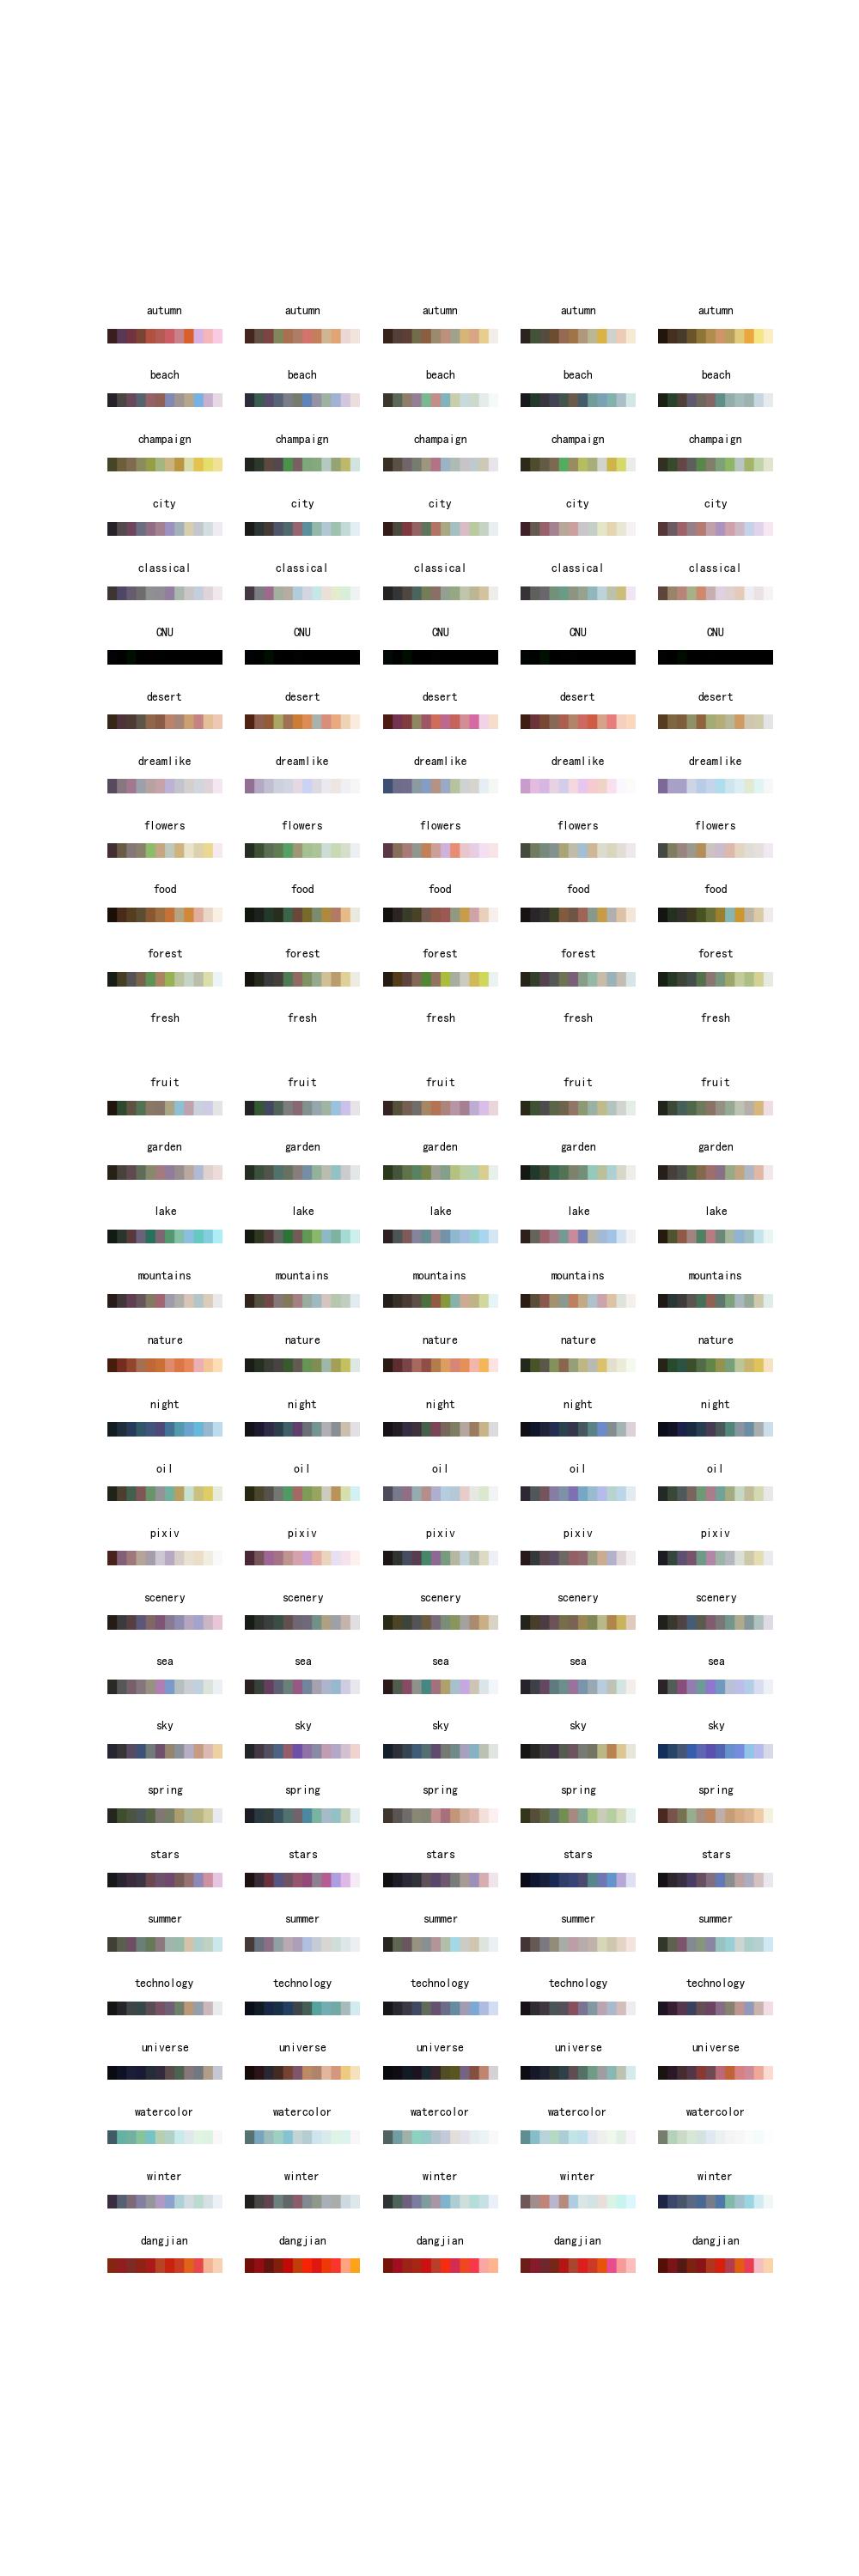 autumn autumn autumn autumn autumn
beach beach beach beach beach
champaign champaign champaign champaign champaign
city city city city city
classical classical classical classical classical
CNU CNU CNU CNU CNU
desert desert desert desert desert
dreamlike dreamlike dreamlike dreamlike dreamlike
flowers flowers flowers flowers flowers
food food food food food
forest forest forest forest forest
fresh fresh fresh fresh fresh
fruit fruit fruit fruit fruit
garden garden garden garden garden
lake lake lake lake lake
mountains mountains mountains mountains mountains
nature nature nature nature nature
night night night night night
oil oil oil oil oil
pixiv pixiv pixiv pixiv pixiv
scenery scenery scenery scenery scenery
sea sea sea sea sea
sky sky sky sky sky
spring spring spring spring spring
stars stars stars stars stars
summer summer summer summer summer
technology technology technology technology technology
universe universe universe universe universe
watercolor watercolor watercolor watercolor watercolor
winter winter winter winter winter
dangjian dangjian dangjian dangjian dangjian